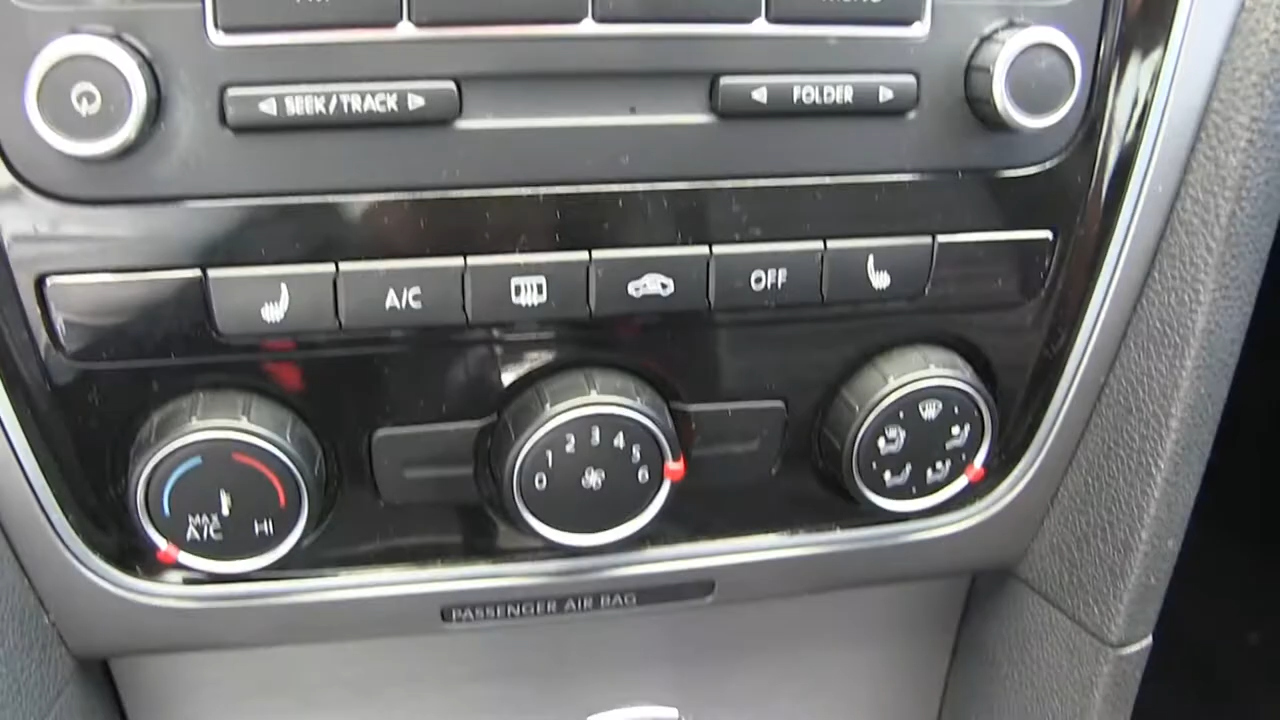 SEEK/TRACK
FOLDER
A/C
OFF
0 1 2 3 4 5 6
MAX
A/C
HI
PASSENGER AIR BAG